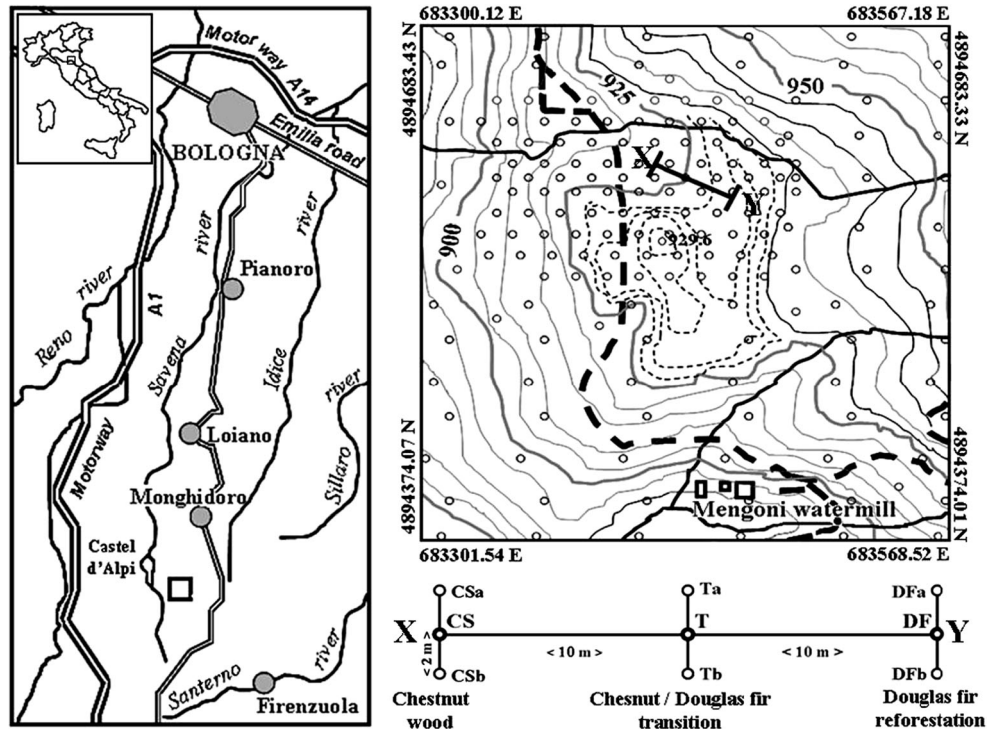 Motor way A14
Emilia road
BOLOGNA
river
river
Pianoro
river
Reno
A1
Savena
Idice
river
Loiano
Sillaro
Motorway
Monghidoro
Castel
d'Alpi
Santerno
river
Firenzuola
683300.12 E
683567.18 E
4894683.43 N
4894683.33 N
925
950
X
Y
900
929.6
4894374.07 N
4894374.01 N
Mengoni watermill
683301.54 E
683568.52 E
CSa
Ta
DFa
X
CS
T
DF
Y
< 2 m >
< 10 m >
< 10 m >
CSb
Tb
DFb
Chestnut
wood
Chesnut / Douglas fir
transition
Douglas fir
reforestation